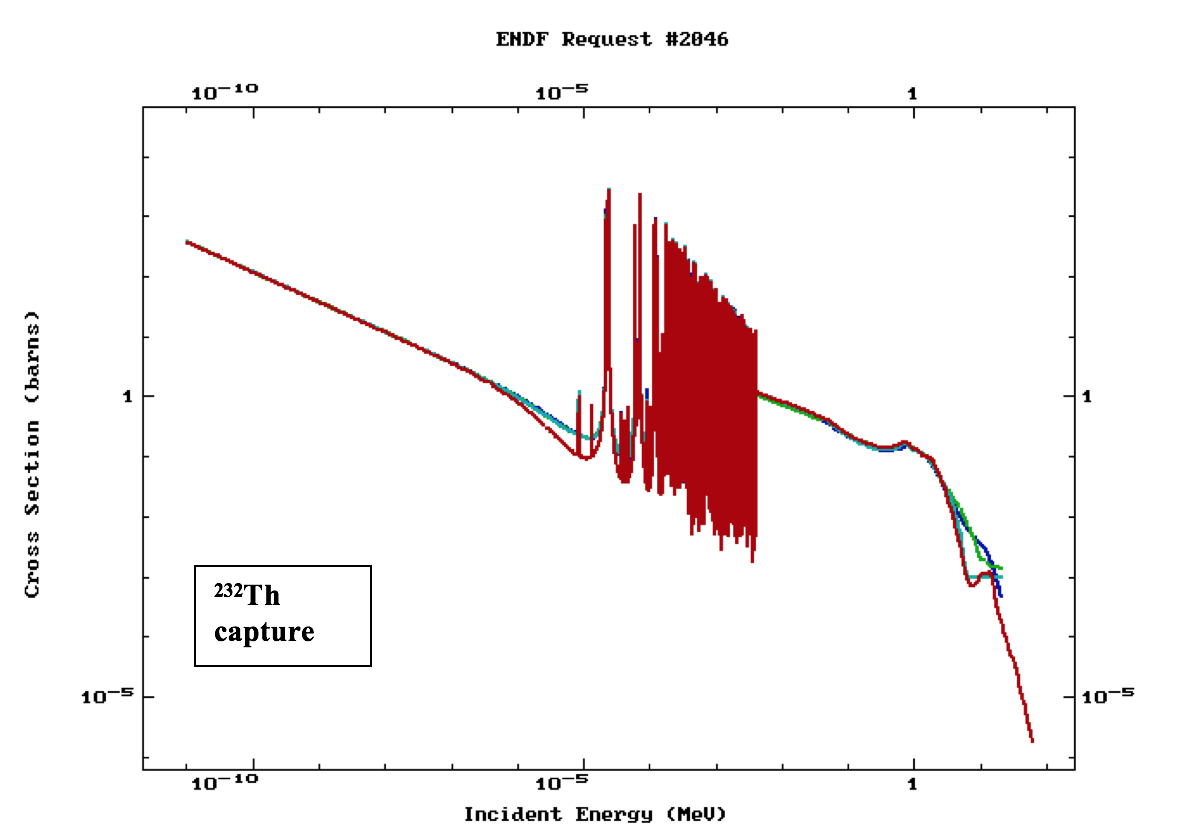 ENDF Request #2046
10⁻¹⁰ 10⁻⁵ 1
Cross Section (barns)
1 1
10⁻⁵ 10⁻⁵
²³²Th
capture
10⁻¹⁰ 10⁻⁵ 1
Incident Energy (MeV)